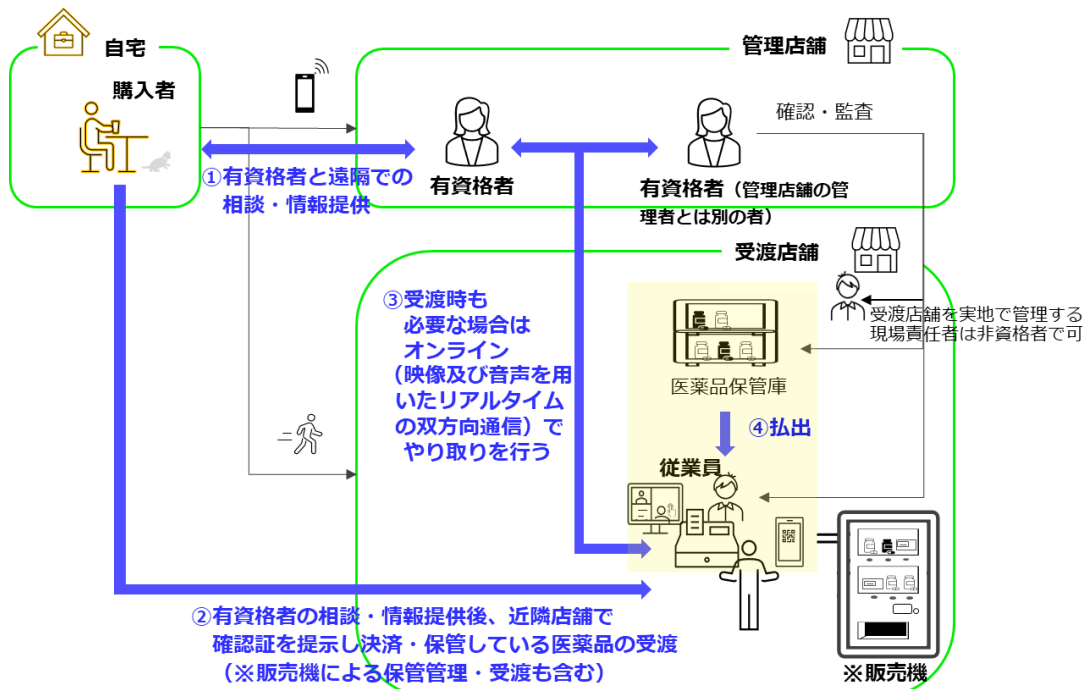 自宅
購入者
管理店舗
確認・監査
有資格者
有資格者（管理店舗の管
理者とは別の者）
①有資格者と遠隔での
相談・情報提供
受渡店舗
受渡店舗を実地で管理する
現場責任者は非資格者で可
③受渡時も
必要な場合は
オンライン
（映像及び音声を用
いたリアルタイム
の双方向通信）で
やり取りを行う
医薬品保管庫
④払出
従業員
②有資格者の相談・情報提供後、近隣店舗で
確認証を提示し決済・保管している医薬品の受渡
（※販売機による保管管理・受渡も含む）
※販売機